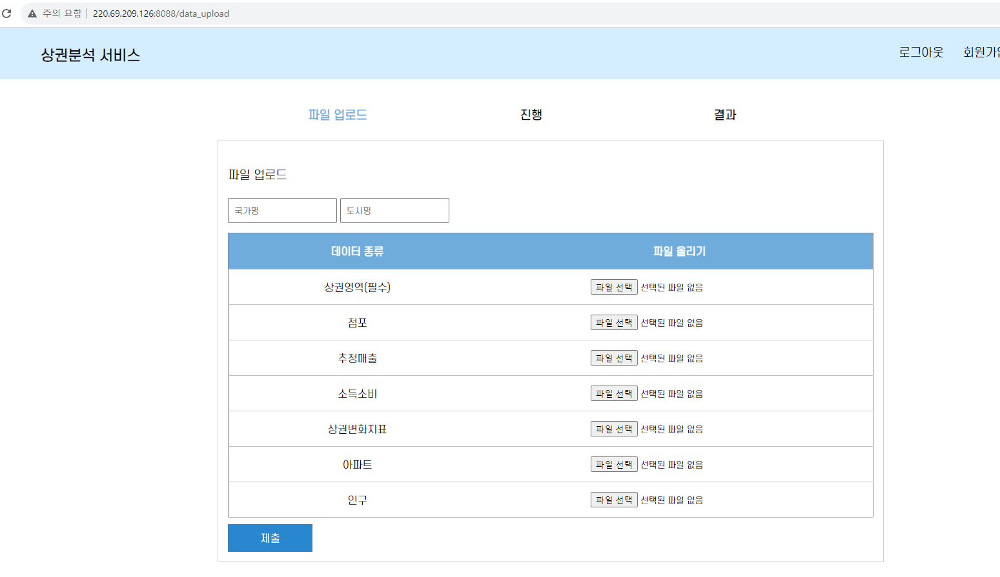 주의 요함 220.69.209.126:8088/data_upload
상권분석 서비스 로그아웃 회원가입
파일 업로드 진행 결과
파일 업로드
국가명 도시명
데이터 종류 파일 올리기
상권영역(필수) 파일 선택 선택된 파일 없음
점포 파일 선택 선택된 파일 없음
추정매출 파일 선택 선택된 파일 없음
소득소비 파일 선택 선택된 파일 없음
상권변화지표 파일 선택 선택된 파일 없음
아파트 파일 선택 선택된 파일 없음
인구 파일 선택 선택된 파일 없음
제출